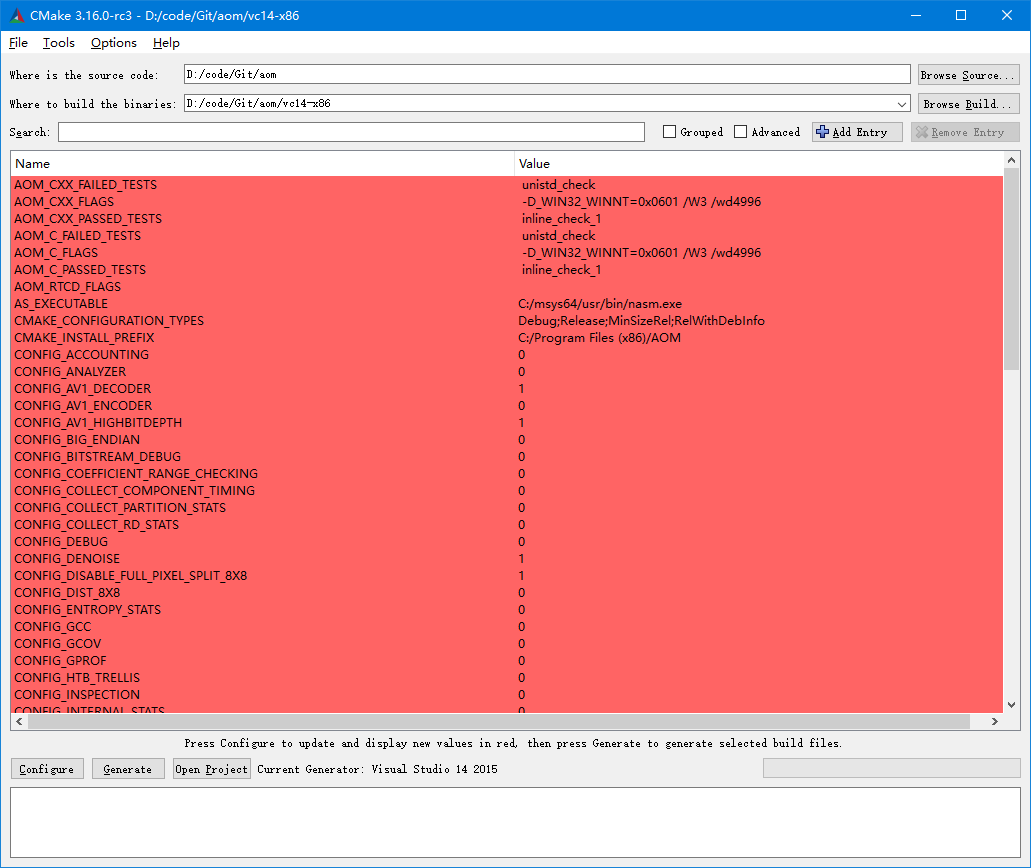 CMake 3.16.0-rc3 - D:/code/Git/aom/vc14-x86
File Tools Options Help
Where is the source code: D:/code/Git/aom Browse Source...
Where to build the binaries: D:/code/Git/aom/vc14-x86 Browse Build...
Search: Grouped Advanced Add Entry Remove Entry
Name Value
AOM_CXX_FAILED_TESTS unistd_check
AOM_CXX_FLAGS -D_WIN32_WINNT=0x0601 /W3 /wd4996
AOM_CXX_PASSED_TESTS inline_check_1
AOM_C_FAILED_TESTS unistd_check
AOM_C_FLAGS -D_WIN32_WINNT=0x0601 /W3 /wd4996
AOM_C_PASSED_TESTS inline_check_1
AOM_RTCD_FLAGS
AS_EXECUTABLE C:/msys64/usr/bin/nasm.exe
CMAKE_CONFIGURATION_TYPES Debug;Release;MinSizeRel;RelWithDebInfo
CMAKE_INSTALL_PREFIX C:/Program Files (x86)/AOM
CONFIG_ACCOUNTING 0
CONFIG_ANALYZER 0
CONFIG_AV1_DECODER 1
CONFIG_AV1_ENCODER 0
CONFIG_AV1_HIGHBITDEPTH 1
CONFIG_BIG_ENDIAN 0
CONFIG_BITSTREAM_DEBUG 0
CONFIG_COEFFICIENT_RANGE_CHECKING 0
CONFIG_COLLECT_COMPONENT_TIMING 0
CONFIG_COLLECT_PARTITION_STATS 0
CONFIG_COLLECT_RD_STATS 0
CONFIG_DEBUG 0
CONFIG_DENOISE 1
CONFIG_DISABLE_FULL_PIXEL_SPLIT_8X8 1
CONFIG_DIST_8X8 0
CONFIG_ENTROPY_STATS 0
CONFIG_GCC 0
CONFIG_GCOV 0
CONFIG_GPROF 0
CONFIG_HTB_TRELLIS 0
CONFIG_INSPECTION 0
CONFIG_INTERNAL_STATS 0
Press Configure to update and display new values in red, then press Generate to generate selected build files.
Configure Generate Open Project Current Generator: Visual Studio 14 2015